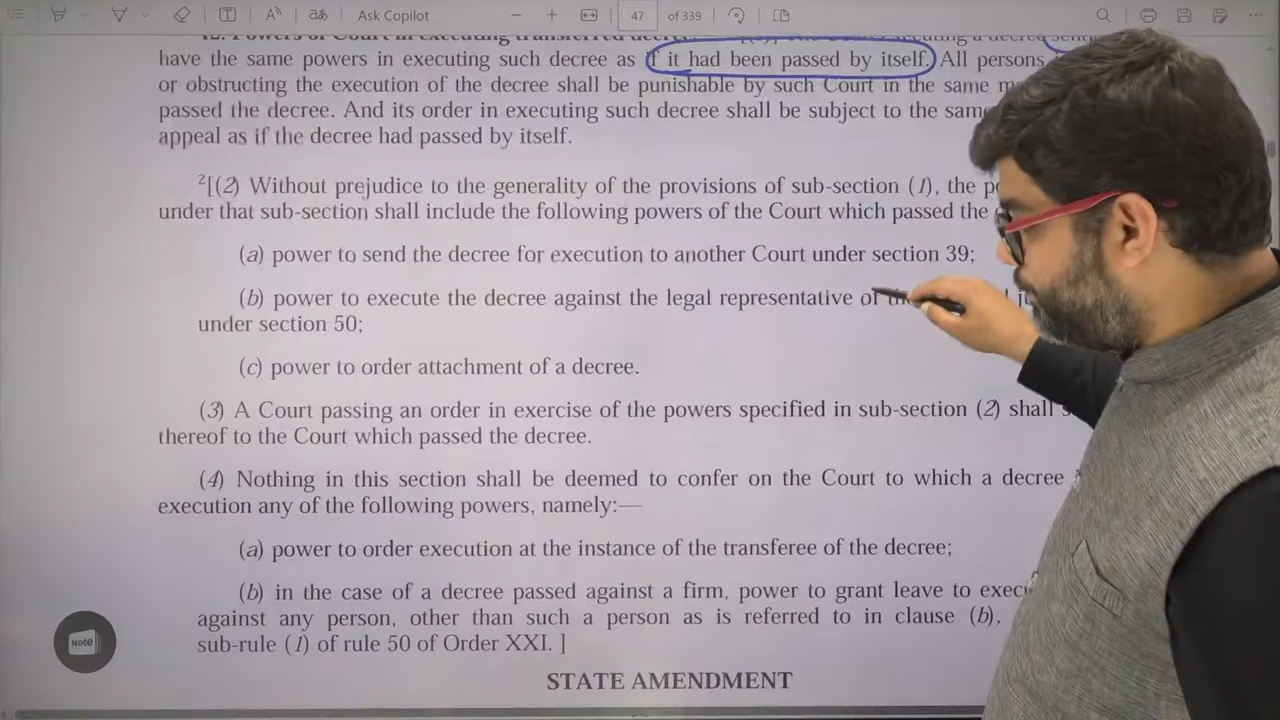 Ask Copilot
47 of 339
12. Powers of Court in executing transferred decree.
have the same powers in executing such decree as if it had been passed by itself. All persons
or obstructing the execution of the decree shall be punishable by such Court in the same
passed the decree. And its order in executing such decree shall be subject to the same
appeal as if the decree had passed by itself.
2[(2) Without prejudice to the generality of the provisions of sub-section (1), the
under that sub-section shall include the following powers of the Court which passed the
(a) power to send the decree for execution to another Court under section 39;
(b) power to execute the decree against the legal representative of
under section 50;
(c) power to order attachment of a decree.
(3) A Court passing an order in exercise of the powers specified in sub-section (2) shall
thereof to the Court which passed the decree.
(4) Nothing in this section shall be deemed to confer on the Court to which a decree
execution any of the following powers, namely:—
(a) power to order execution at the instance of the transferee of the decree;
(b) in the case of a decree passed against a firm, power to grant leave to
against any person, other than such a person as is referred to in clause (b),
sub-rule (1) of rule 50 of Order XXI. ]
Note
STATE AMENDMENT